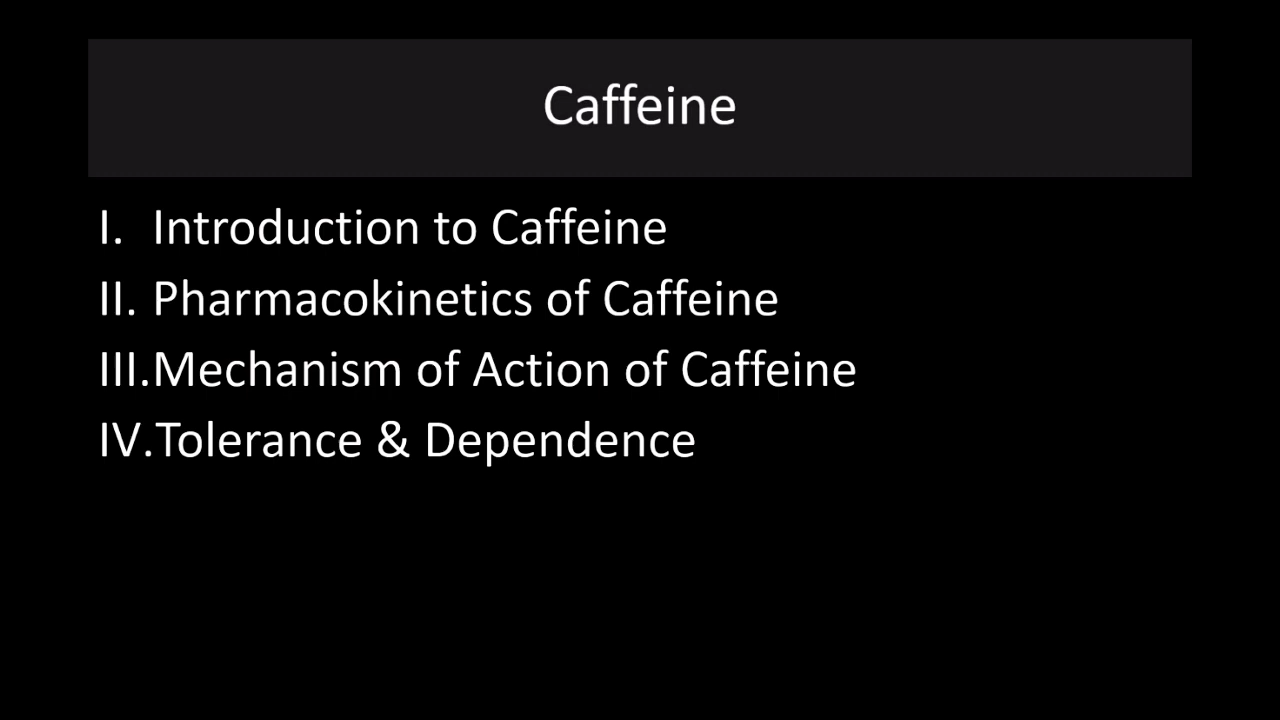 Caffeine
I. Introduction to Caffeine
II. Pharmacokinetics of Caffeine
III.Mechanism of Action of Caffeine
IV.Tolerance & Dependence